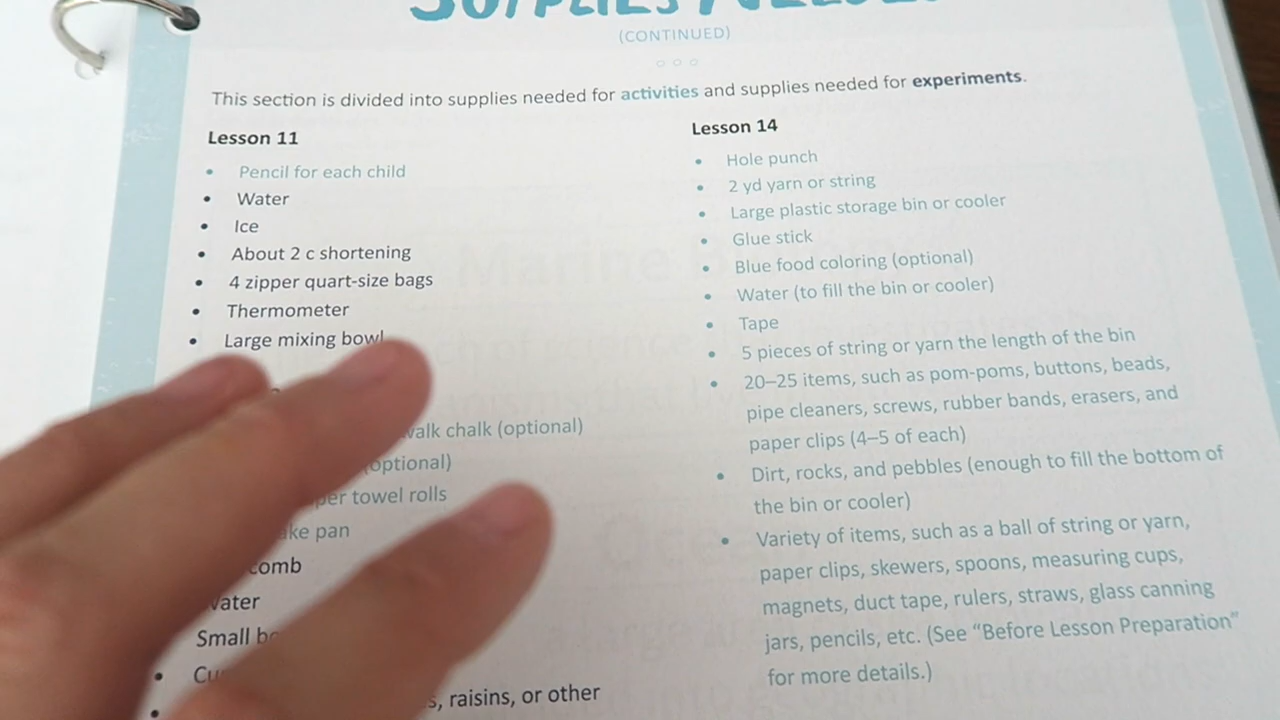 (CONTINUED)
This section is divided into supplies needed for activities and supplies needed for experiments.
Lesson 11
• Pencil for each child
• Water
• Ice
• About 2 c shortening
• 4 zipper quart-size bags
• Thermometer
• Large mixing bowl
chalk (optional)
(optional)
towel rolls
pan
comb
Water
Small
raisins, or other
Lesson 14
• Hole punch
• 2 yd yarn or string
• Large plastic storage bin or cooler
• Glue stick
• Blue food coloring (optional)
• Water (to fill the bin or cooler)
• Tape
• 5 pieces of string or yarn the length of the bin
• 20–25 items, such as pom-poms, buttons, beads,
pipe cleaners, screws, rubber bands, erasers, and
paper clips (4–5 of each)
• Dirt, rocks, and pebbles (enough to fill the bottom of
the bin or cooler)
• Variety of items, such as a ball of string or yarn,
paper clips, skewers, spoons, measuring cups,
magnets, duct tape, rulers, straws, glass canning
jars, pencils, etc. (See “Before Lesson Preparation”
for more details.)